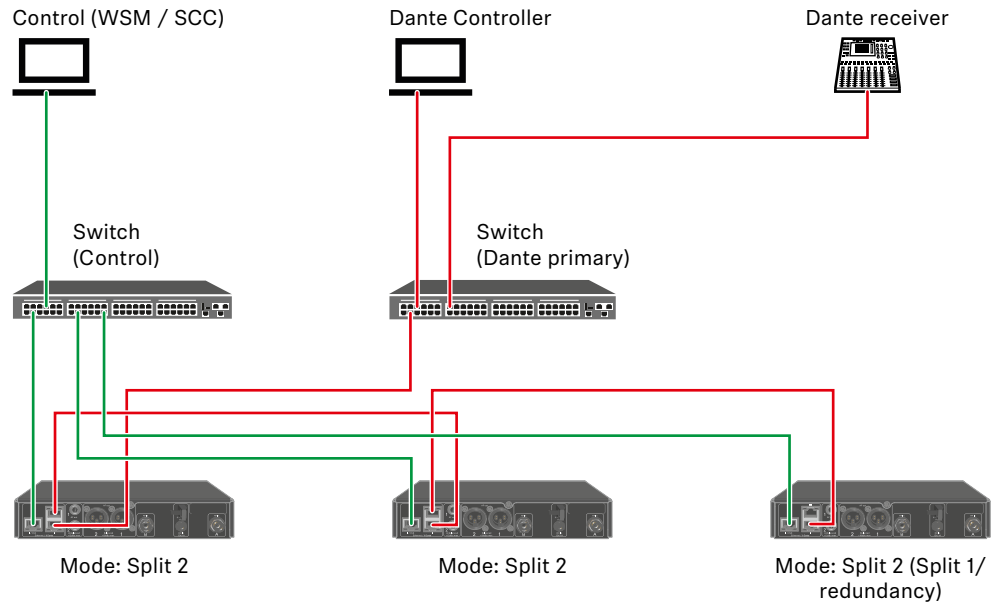 Control (WSM / SCC)
Dante Controller
Dante receiver
Switch
(Control)
Switch
(Dante primary)
Mode: Split 2
Mode: Split 2
Mode: Split 2 (Split 1/
redundancy)